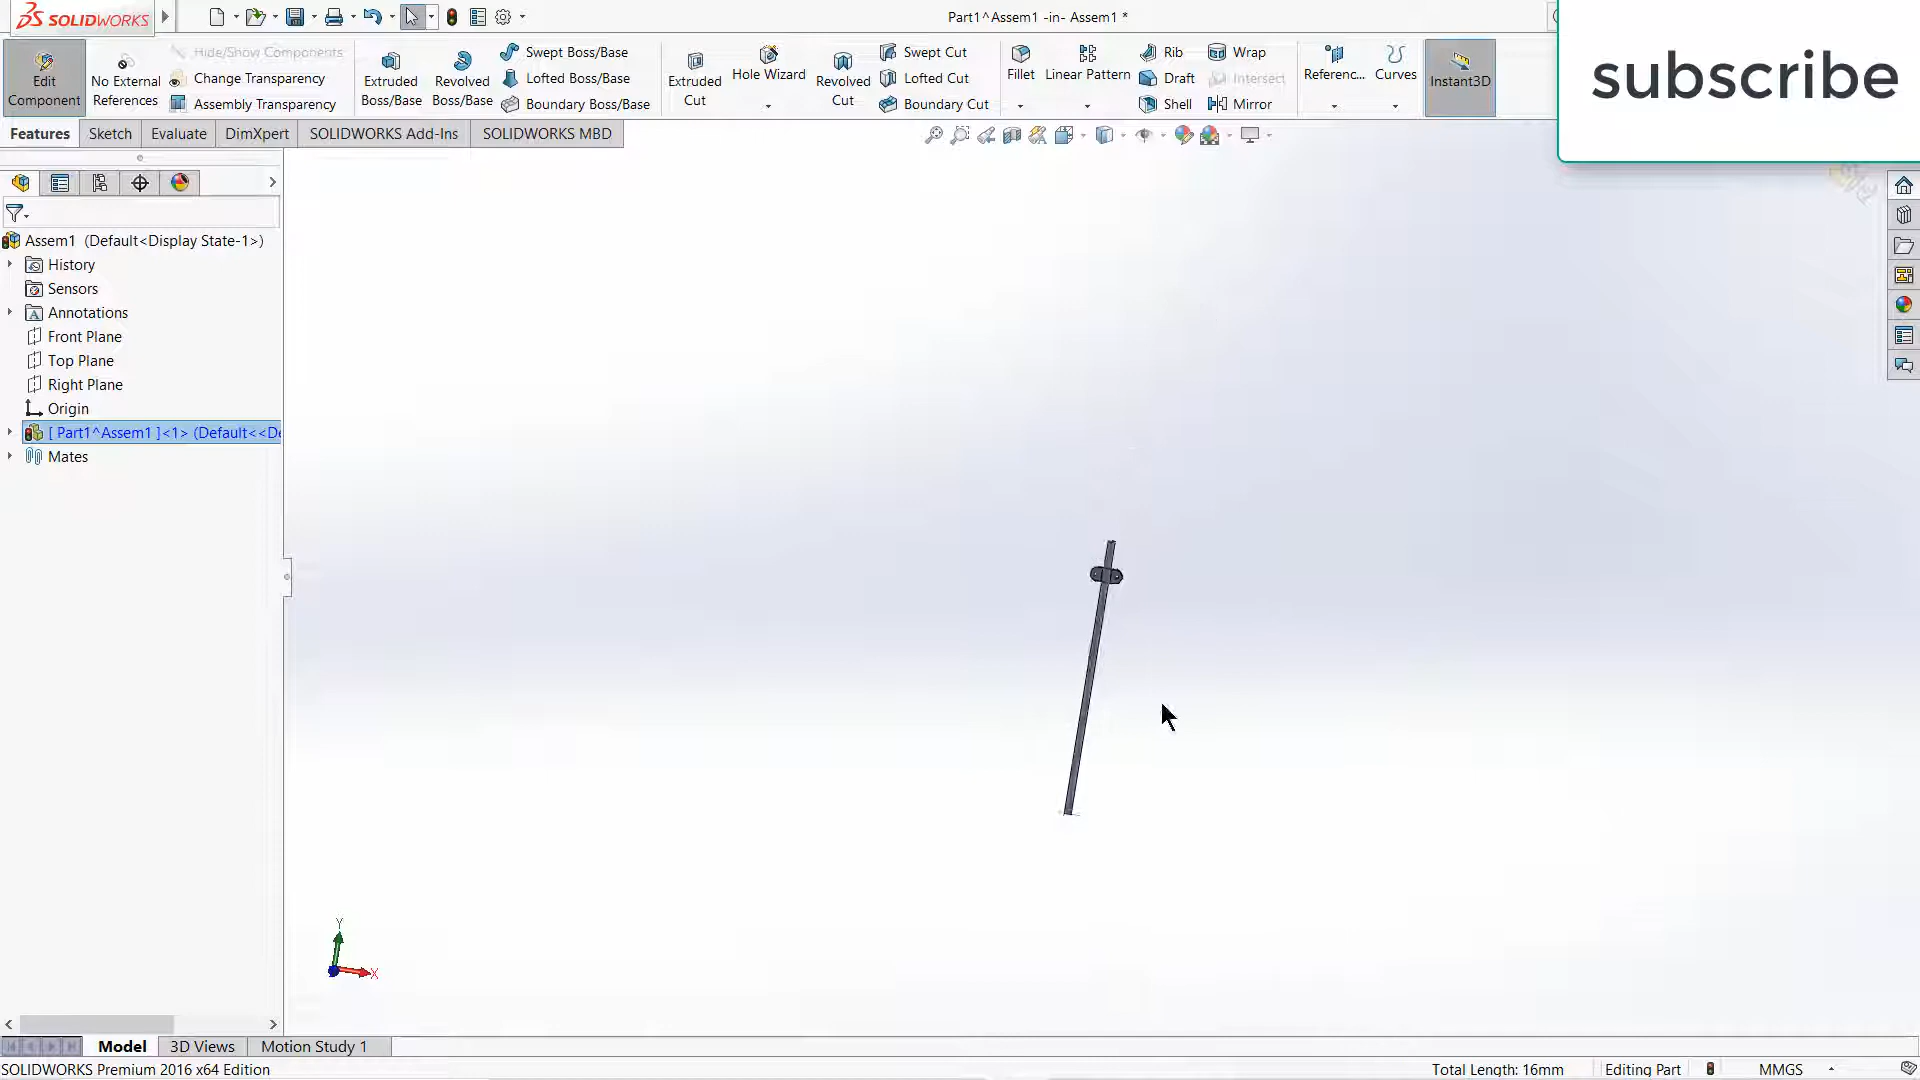 SOLIDWORKS
Part1^Assem1 -in- Assem1 *
subscribe
Edit Component
No External References
Hide/Show Components
Change Transparency
Assembly Transparency
Extruded Boss/Base
Revolved Boss/Base
Swept Boss/Base
Lofted Boss/Base
Boundary Boss/Base
Extruded Cut
Hole Wizard
Revolved Cut
Swept Cut
Lofted Cut
Boundary Cut
Fillet
Linear Pattern
Rib
Draft
Shell
Wrap
Intersect
Mirror
Referenc...
Curves
Instant3D
Features
Sketch
Evaluate
DimXpert
SOLIDWORKS Add-Ins
SOLIDWORKS MBD
Assem1 (Default<Display State-1>)
History
Sensors
Annotations
Front Plane
Top Plane
Right Plane
Origin
[ Part1^Assem1 ]<1> (Default<<De
Mates
Y
X
Model
3D Views
Motion Study 1
SOLIDWORKS Premium 2016 x64 Edition
Total Length: 16mm
Editing Part
MMGS